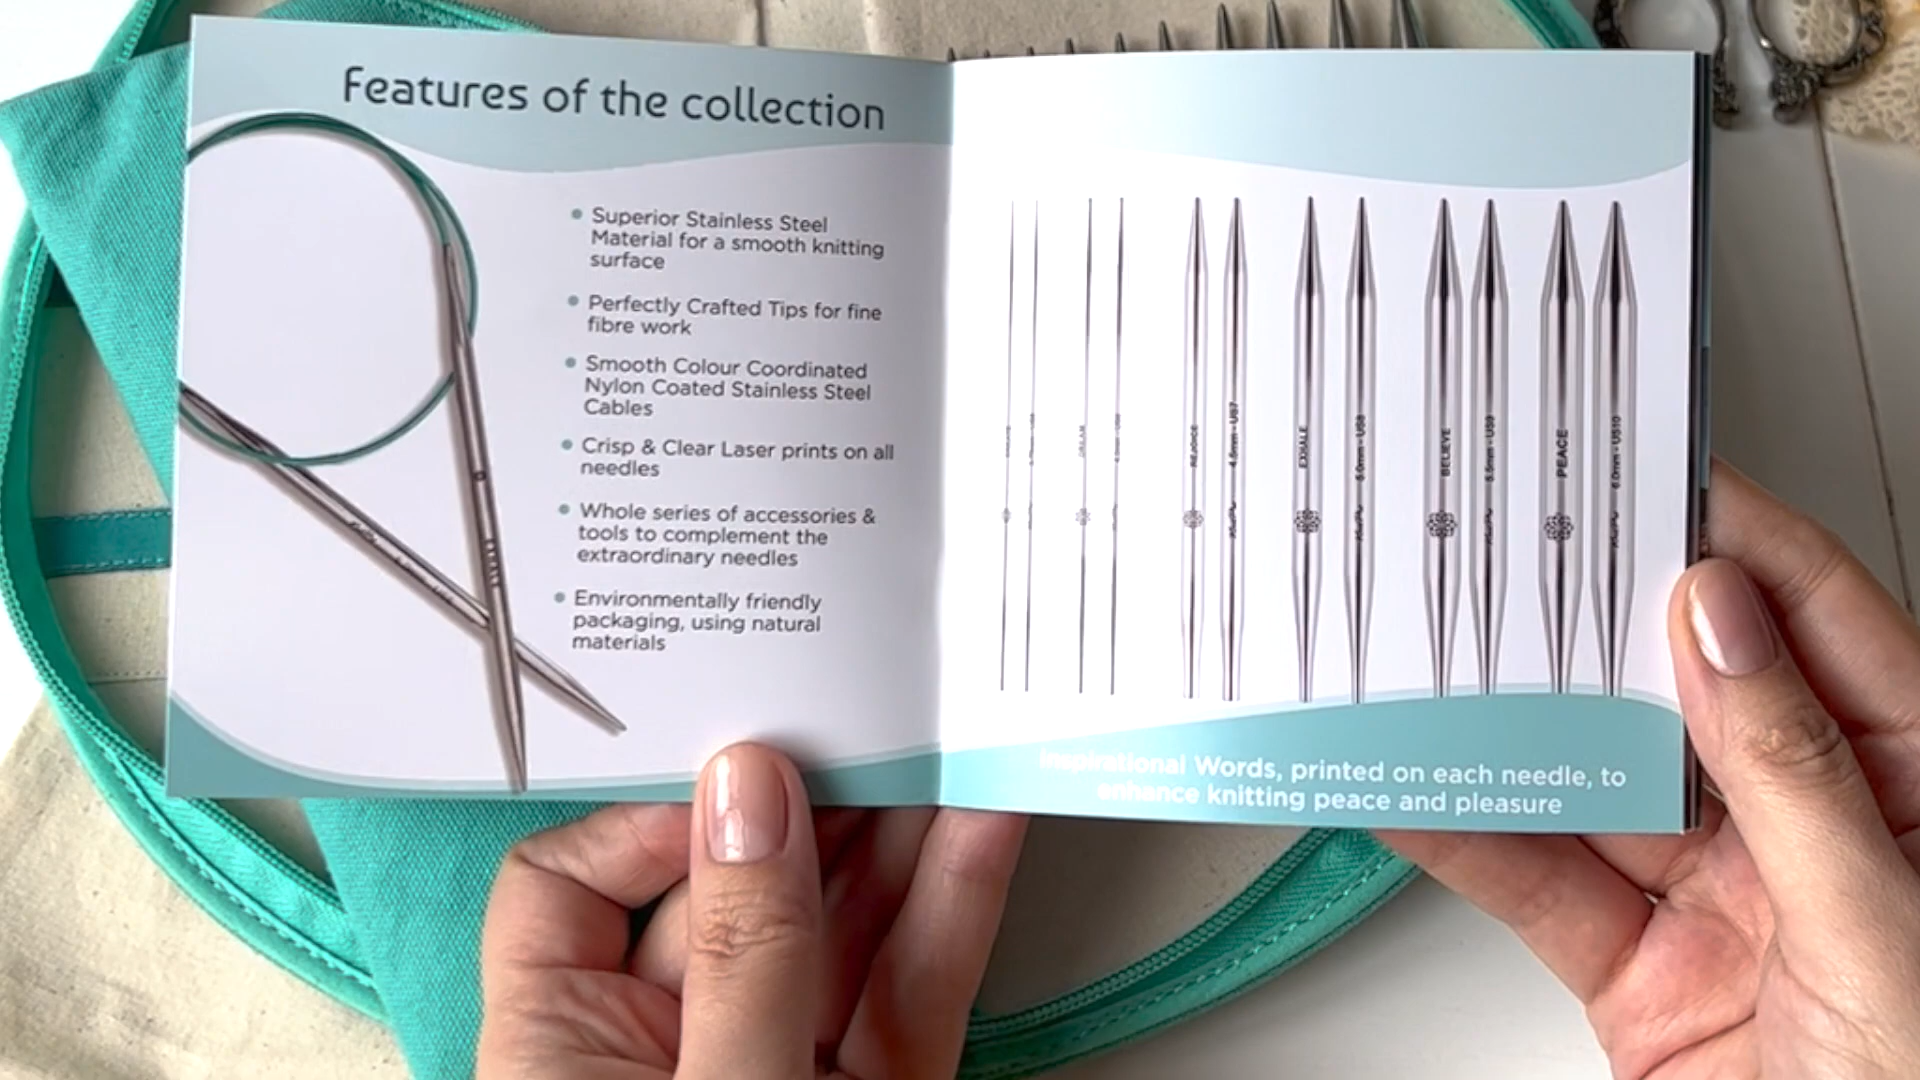 Features of the collection
Superior Stainless Steel
Material for a smooth knitting
surface
Perfectly Crafted Tips for fine
fibre work
Smooth Colour Coordinated
Nylon Coated Stainless Steel
Cables
Crisp & Clear Laser prints on all
needles
Whole series of accessories &
tools to complement the
extraordinary needles
Environmentally friendly
packaging, using natural
materials
DREAM
REJOICE
4.5mm - US7
EXHALE
5.0mm - US8
BELIEVE
5.5mm - US9
PEACE
6.0mm - US10
Inspirational Words, printed on each needle, to
enhance knitting peace and pleasure